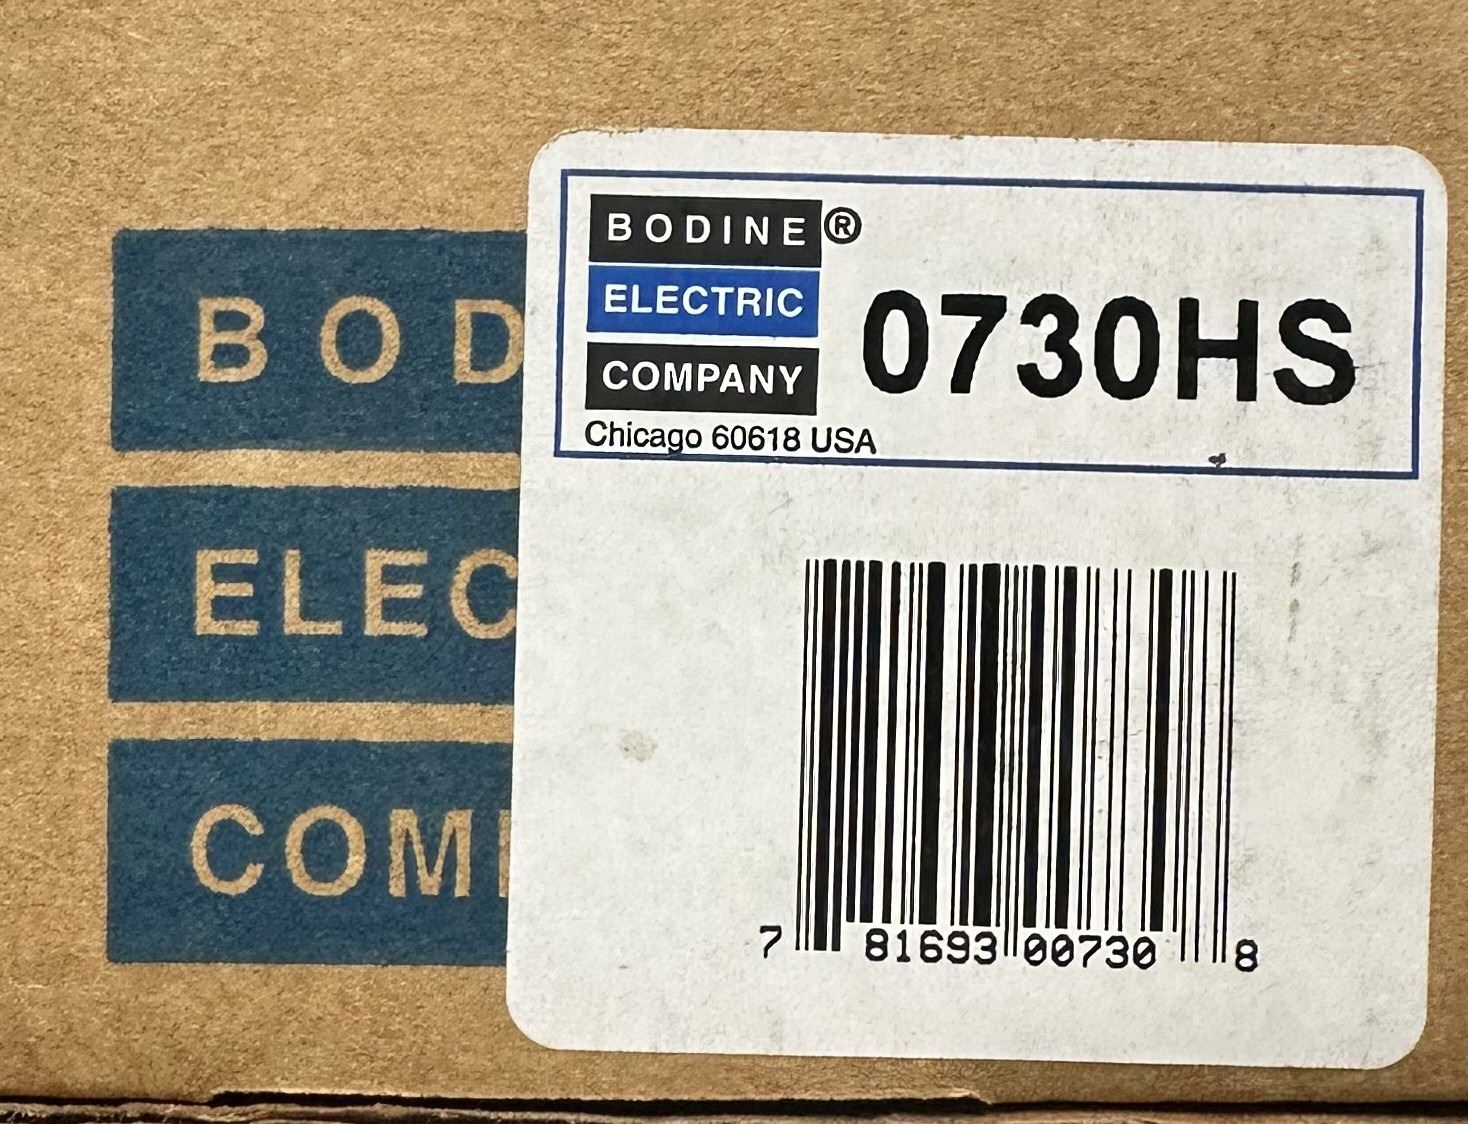 BOD
ELEC
COM
BODINE®
ELECTRIC
COMPANY
Chicago 60618 USA
0730HS
7 81693 00730 8